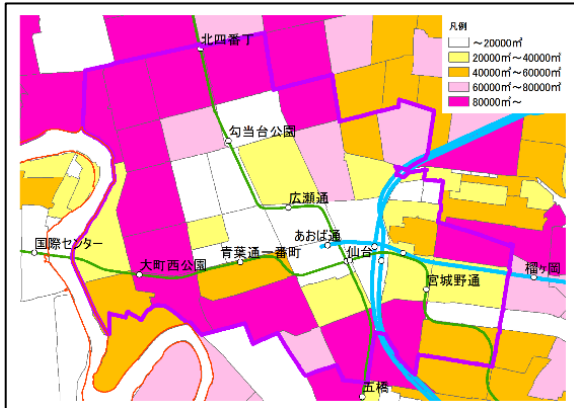 凡例
~20000㎡
20000㎡~40000㎡
40000㎡~60000㎡
60000㎡~80000㎡
80000㎡~
北四番丁
勾当台公園
広瀬通
あおば通
国際センター
青葉通一番町
仙台
榴ヶ岡
大町西公園
宮城野通
五橋